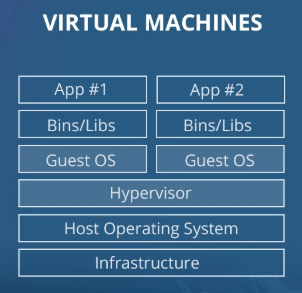 VIRTUAL MACHINES
App #1 App #2
Bins/Libs Bins/Libs
Guest OS Guest OS
Hypervisor
Host Operating System
Infrastructure